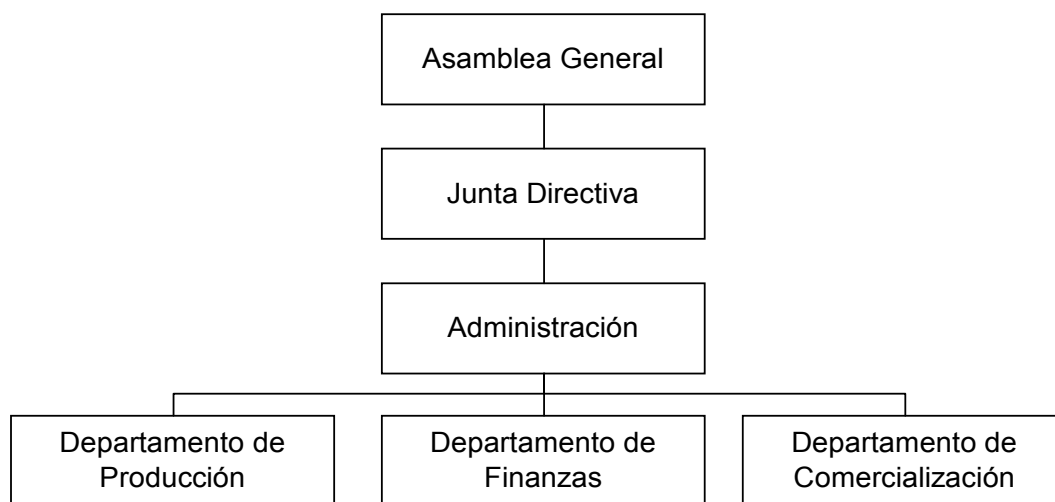 Asamblea General
Junta Directiva
Administración
Departamento de
Producción
Departamento de
Finanzas
Departamento de
Comercialización